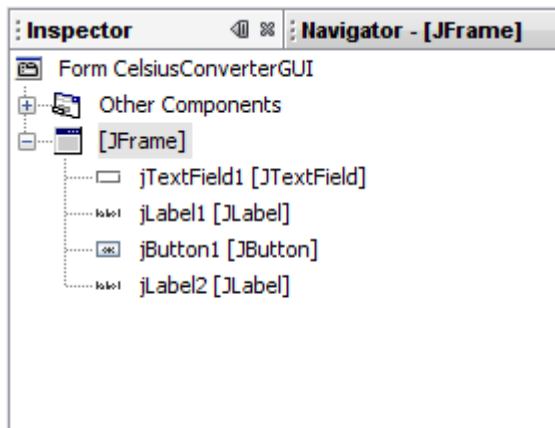 Inspector
Navigator - [JFrame]
Form CelsiusConverterGUI
Other Components
[JFrame]
jTextField1 [JTextField]
jLabel1 [JLabel]
jButton1 [JButton]
jLabel2 [JLabel]